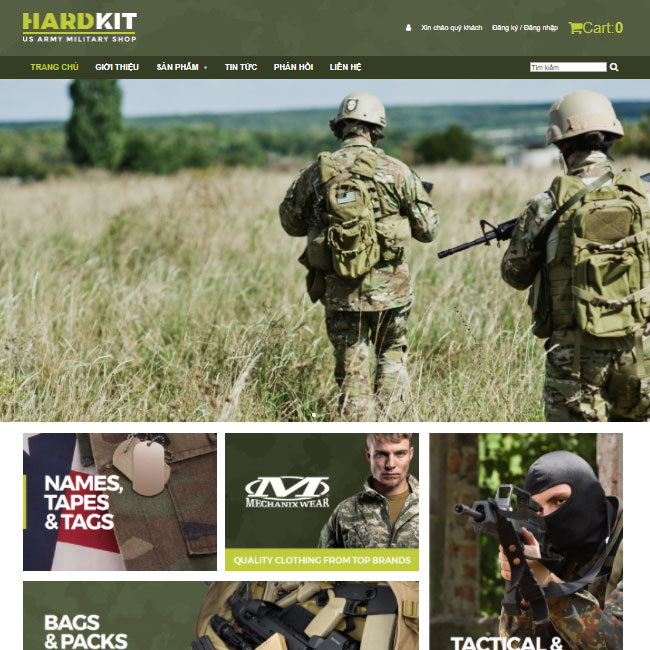 HARDKIT
US ARMY MILITARY SHOP
Xin chào quý khách
Đăng ký / Đăng nhập
Cart:0
TRANG CHỦ
GIỚI THIỆU
SẢN PHẨM
TIN TỨC
PHẢN HỒI
LIÊN HỆ
Tìm kiếm
NAMES,
TAPES
& TAGS
M
MECHANIX WEAR
QUALITY CLOTHING FROM TOP BRANDS
BAGS
& PACKS
TACTICAL &